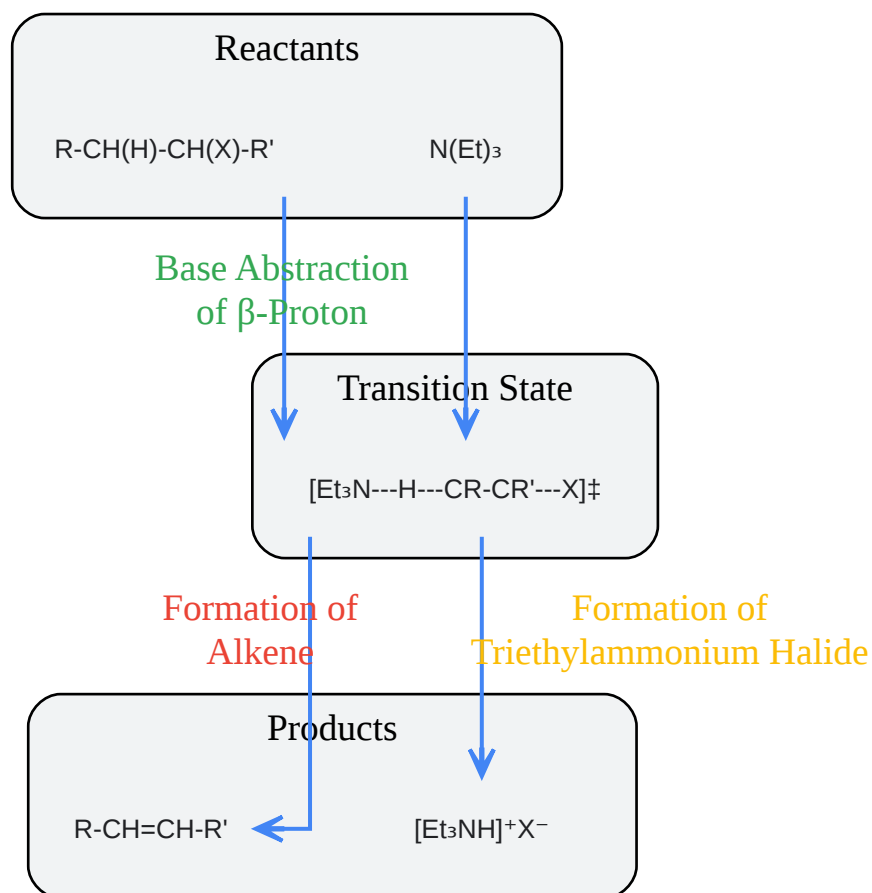 Reactants
R-CH(H)-CH(X)-R'
N(Et)₃
Base Abstraction
of β-Proton
Transition State
[Et₃N---H---CR-CR'---X]‡
Formation of
Alkene
Formation of
Triethylammonium Halide
Products
R-CH=CH-R'
[Et₃NH]⁺X⁻